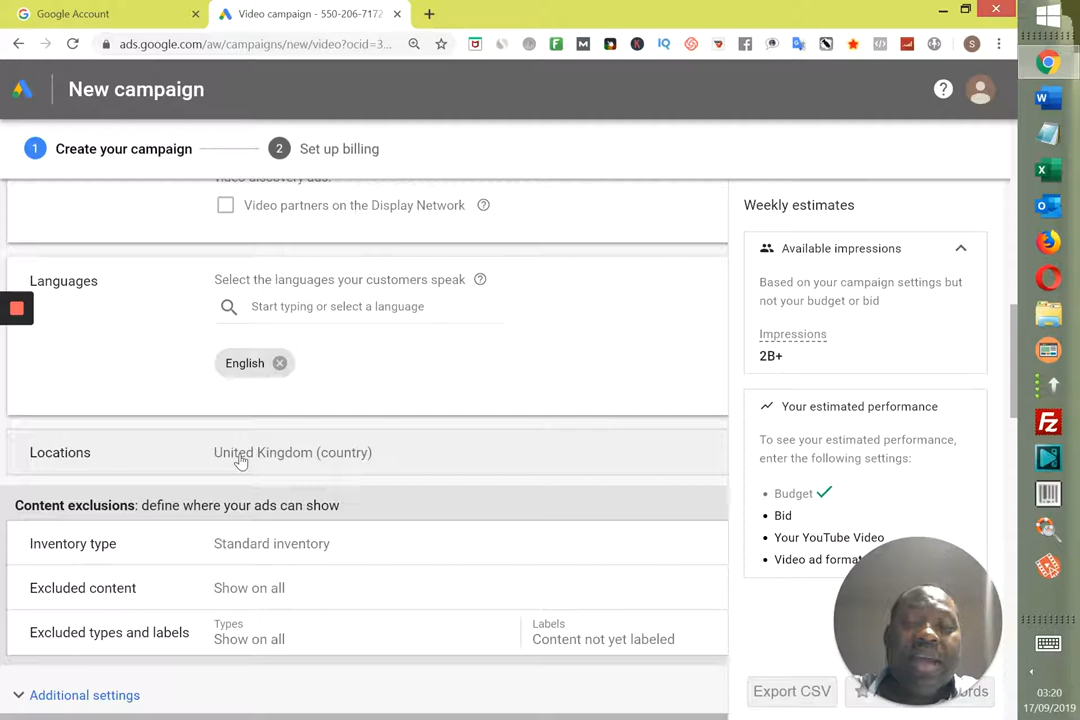 Google Account
Video campaign - 550-206-7172
ads.google.com/aw/campaigns/new/video?ocid=3...
IQ
S
New campaign
1 Create your campaign
2 Set up billing
Video partners on the Display Network
Weekly estimates
Available impressions
Based on your campaign settings but
not your budget or bid
Impressions
2B+
Languages
Select the languages your customers speak
Start typing or select a language
English
Your estimated performance
To see your estimated performance,
enter the following settings:
Budget
Bid
Your YouTube Video
Video ad format
Locations
United Kingdom (country)
Content exclusions: define where your ads can show
Inventory type
Standard inventory
Excluded content
Show on all
Excluded types and labels
Types
Show on all
Labels
Content not yet labeled
Additional settings
Export CSV
03:20
17/09/2019